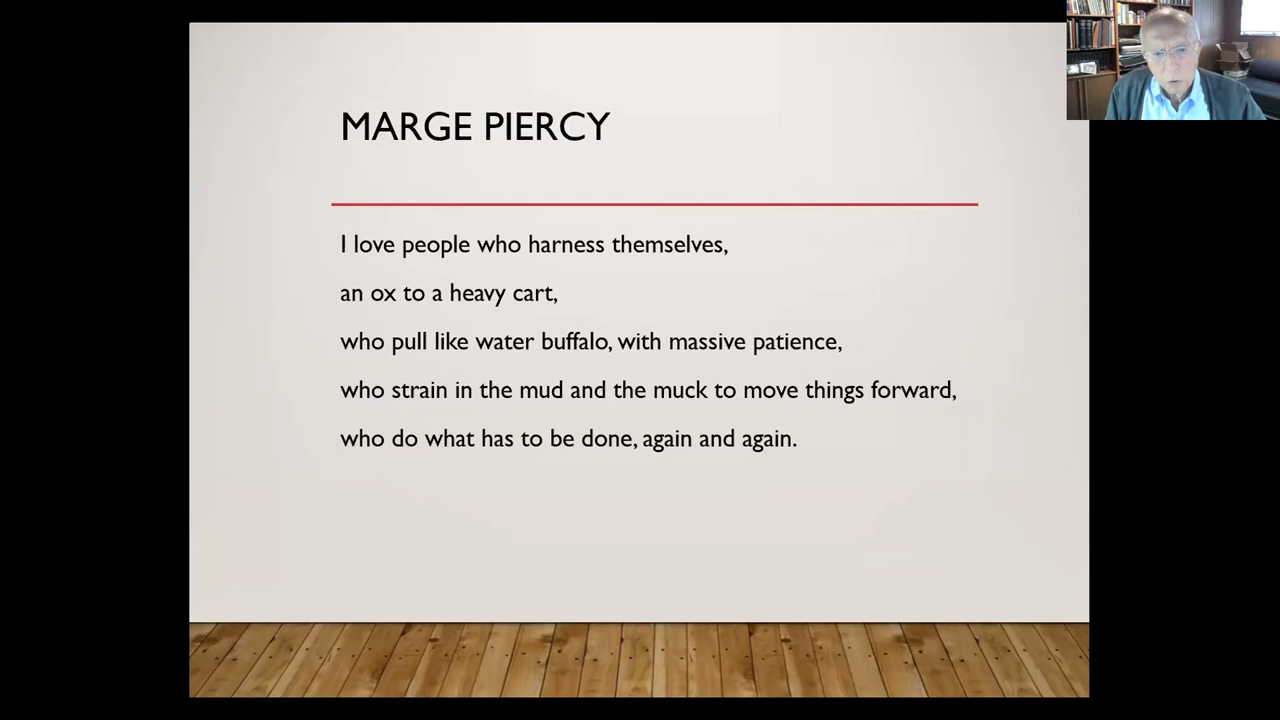 MARGE PIERCY
I love people who harness themselves,
an ox to a heavy cart,
who pull like water buffalo, with massive patience,
who strain in the mud and the muck to move things forward,
who do what has to be done, again and again.